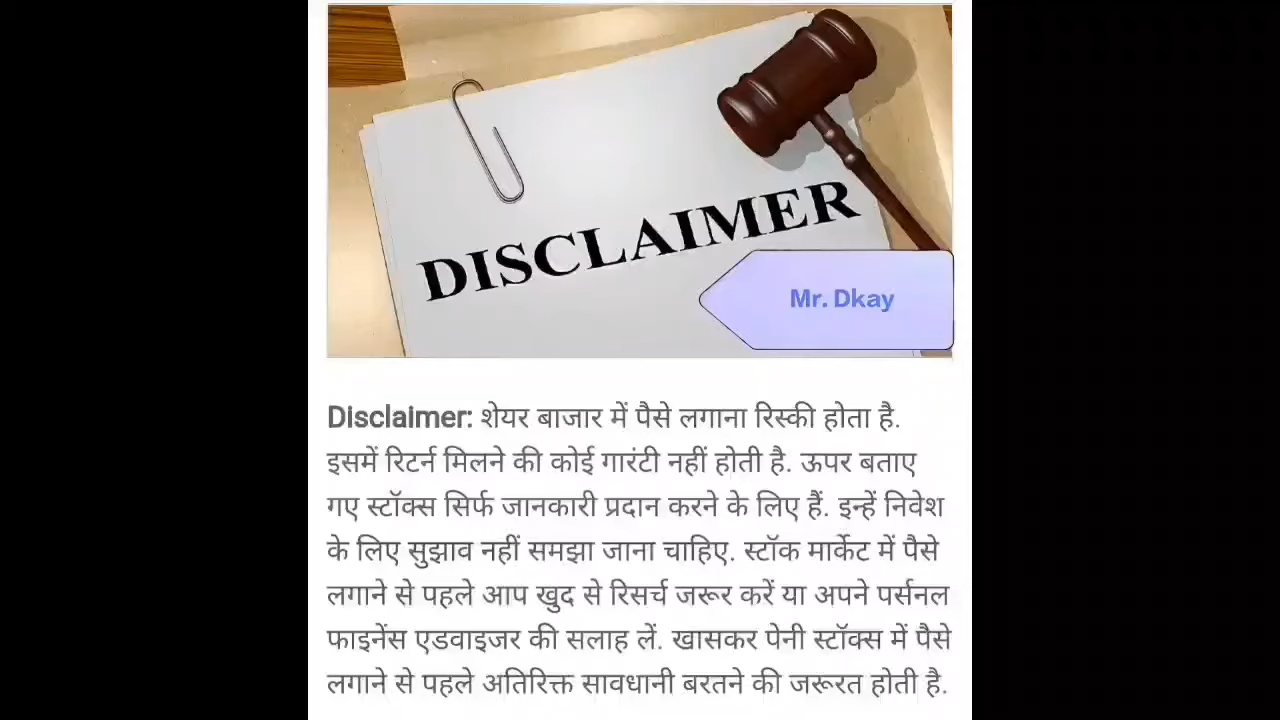 DISCLAIMER
Mr. Dkay
Disclaimer: शेयर बाजार में पैसे लगाना रिस्की होता है.
इसमें रिटर्न मिलने की कोई गारंटी नहीं होती है. ऊपर बताए
गए स्टॉक्स सिर्फ जानकारी प्रदान करने के लिए हैं. इन्हें निवेश
के लिए सुझाव नहीं समझा जाना चाहिए. स्टॉक मार्केट में पैसे
लगाने से पहले आप खुद से रिसर्च जरूर करें या अपने पर्सनल
फाइनेंस एडवाइजर की सलाह लें. खासकर पेनी स्टॉक्स में पैसे
लगाने से पहले अतिरिक्त सावधानी बरतने की जरूरत होती है.